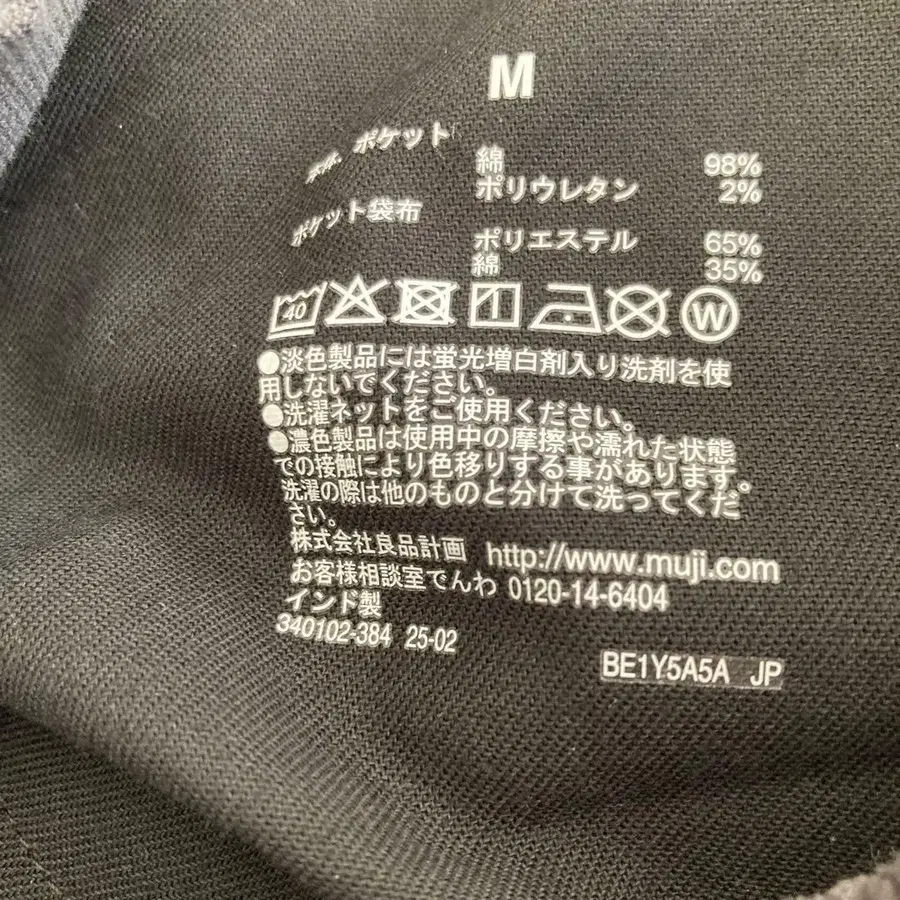 M
本体、ポケット
綿 98%
ポリウレタン 2%
ポケット袋布
ポリエステル 65%
綿 35%
40 W
●淡色製品には蛍光増白剤入り洗剤を使
用しないでください。
●洗濯ネットをご使用ください。
●濃色製品は使用中の摩擦や濡れた状態
での接触により色移りする事があります。
洗濯の際は他のものと分けて洗ってくだ
さい。
株式会社良品計画 http://www.muji.com
お客様相談室でんわ 0120-14-6404
インド製
340102-384 25-02
BE1Y5A5A JP